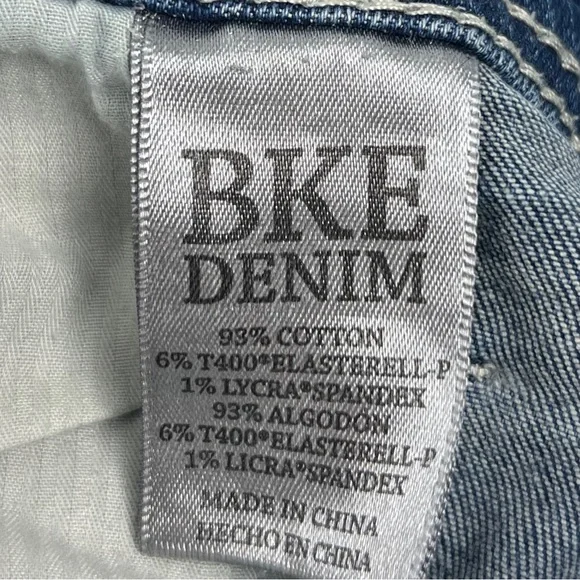 BKE
DENIM
93% COTTON
6% T400®ELASTERELL-P
1% LYCRA®SPANDEX
93% ALGODÓN
6% T400®ELASTERELL-P
1% LICRA®SPANDEX
MADE IN CHINA
HECHO EN CHINA